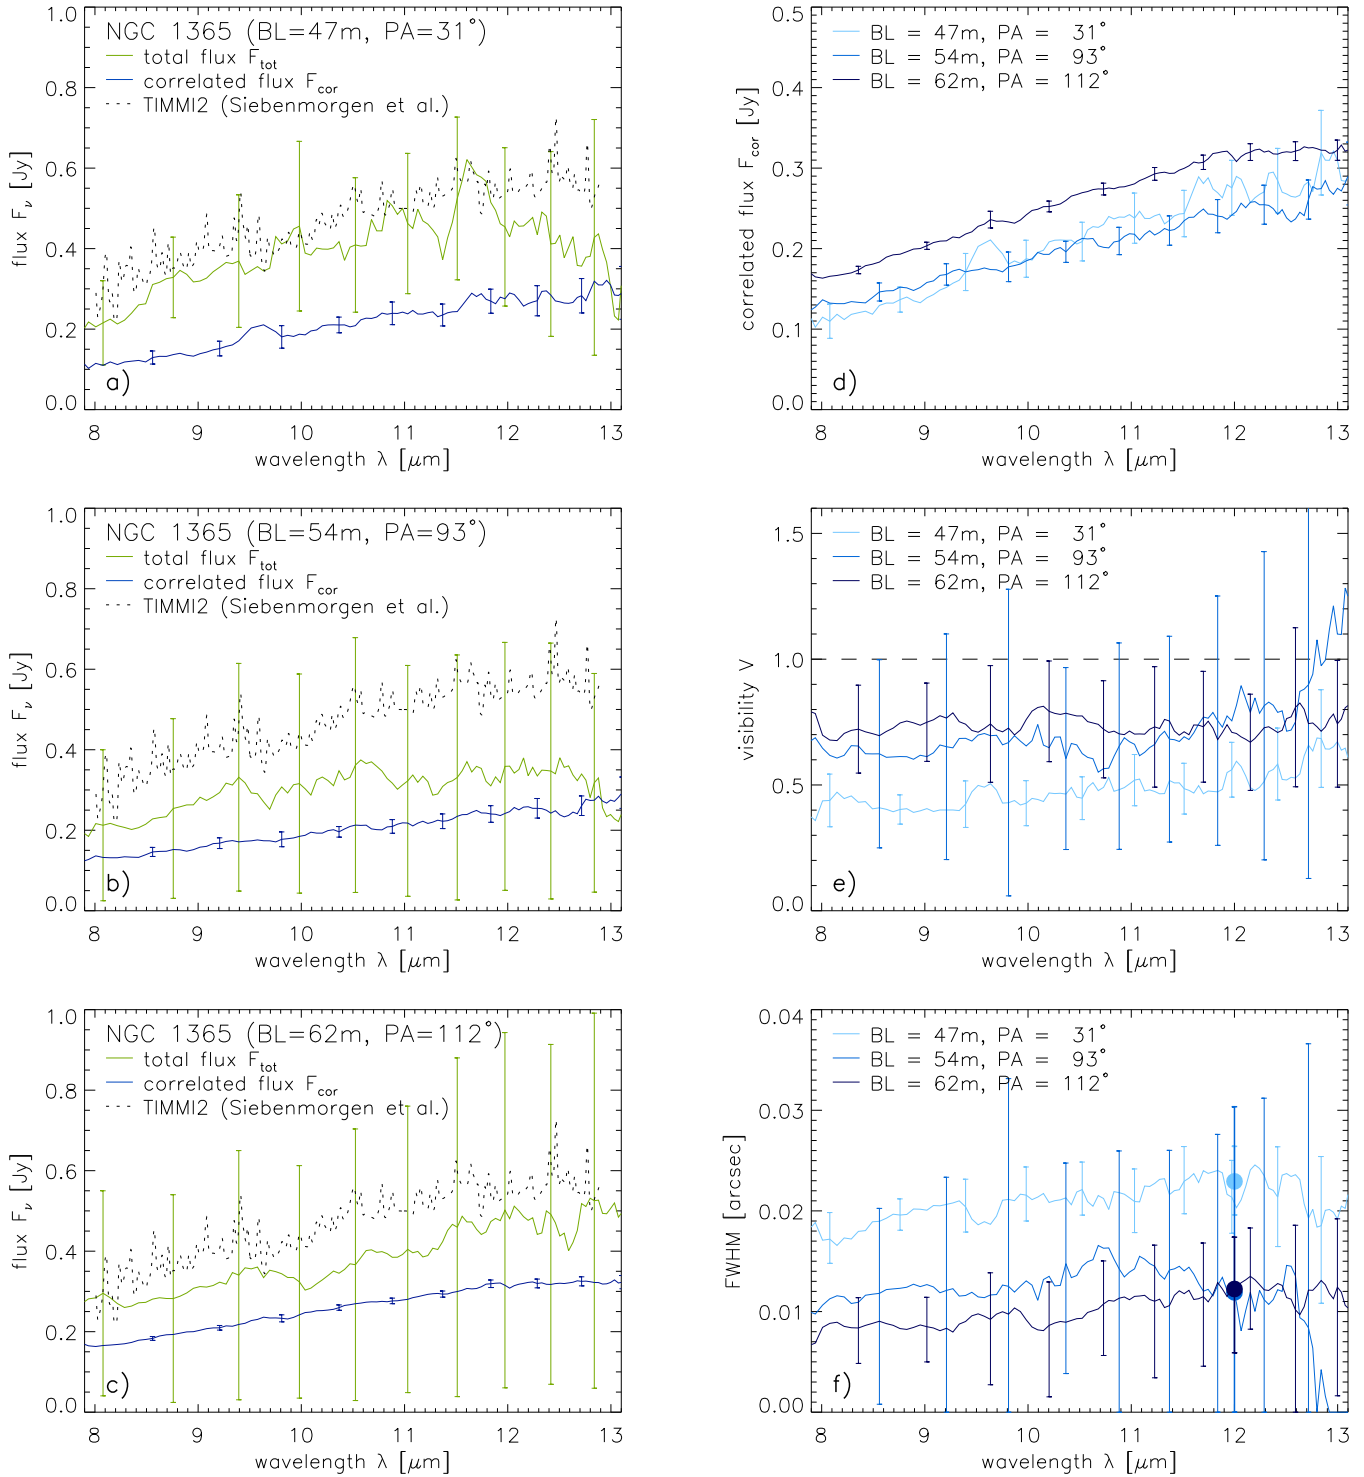 NGC 1365 (BL=47m, PA=31°)
total flux F_tot
correlated flux F_cor
TIMMI2 (Siebenmorgen et al.)
flux F_ν [Jy]
1.0
0.8
0.6
0.4
0.2
0.0
a)
8 9 10 11 12 13
wavelength λ [μm]
BL = 47m, PA = 31°
BL = 54m, PA = 93°
BL = 62m, PA = 112°
correlated flux F_cor [Jy]
0.5
0.4
0.3
0.2
0.1
0.0
d)
8 9 10 11 12 13
wavelength λ [μm]
NGC 1365 (BL=54m, PA=93°)
total flux F_tot
correlated flux F_cor
TIMMI2 (Siebenmorgen et al.)
flux F_ν [Jy]
1.0
0.8
0.6
0.4
0.2
0.0
b)
8 9 10 11 12 13
wavelength λ [μm]
BL = 47m, PA = 31°
BL = 54m, PA = 93°
BL = 62m, PA = 112°
visibility V
1.5
1.0
0.5
0.0
e)
8 9 10 11 12 13
wavelength λ [μm]
NGC 1365 (BL=62m, PA=112°)
total flux F_tot
correlated flux F_cor
TIMMI2 (Siebenmorgen et al.)
flux F_ν [Jy]
1.0
0.8
0.6
0.4
0.2
0.0
c)
8 9 10 11 12 13
wavelength λ [μm]
BL = 47m, PA = 31°
BL = 54m, PA = 93°
BL = 62m, PA = 112°
FWHM [arcsec]
0.04
0.03
0.02
0.01
0.00
f)
8 9 10 11 12 13
wavelength λ [μm]